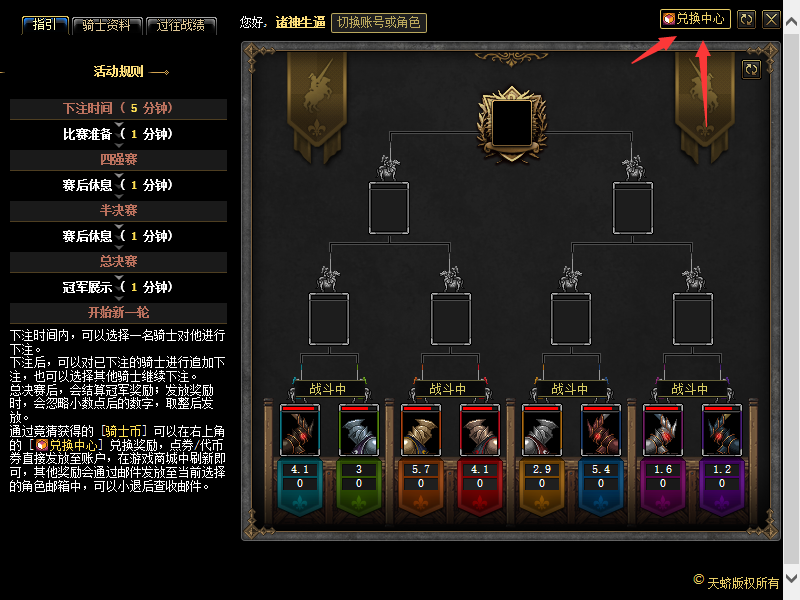 指引 骑士资料 过往战绩
您好, 诸神生逼 切换账号或角色
兑换中心
活动规则
下注时间 ( 5 分钟)
比赛准备 ( 1 分钟)
四强赛
赛后休息 ( 1 分钟)
半决赛
赛后休息 ( 1 分钟)
总决赛
冠军展示 ( 1 分钟)
开始新一轮
下注时间内，可以选择一名骑士对他进行
下注。
下注后，可以对已下注的骑士进行追加下
注，也可以选择其他骑士继续下注。
总决赛后，会结算冠军奖励；发放奖励
时，会忽略小数点后的数字，取整后发
放。
通过竞猜获得的 [骑士币] 可以在右上角
的 [兑换中心] 兑换奖励，点券/代币
券直接发放至账户，在游戏商城中刷新即
可，其他奖励会通过邮件发放至当前选择
的角色邮箱中，可以小退后查收邮件。
战斗中 战斗中 战斗中 战斗中
4.1 3 5.7 4.1 2.9 5.4 1.6 1.2
0 0 0 0 0 0 0 0
© 天蛴版权所有